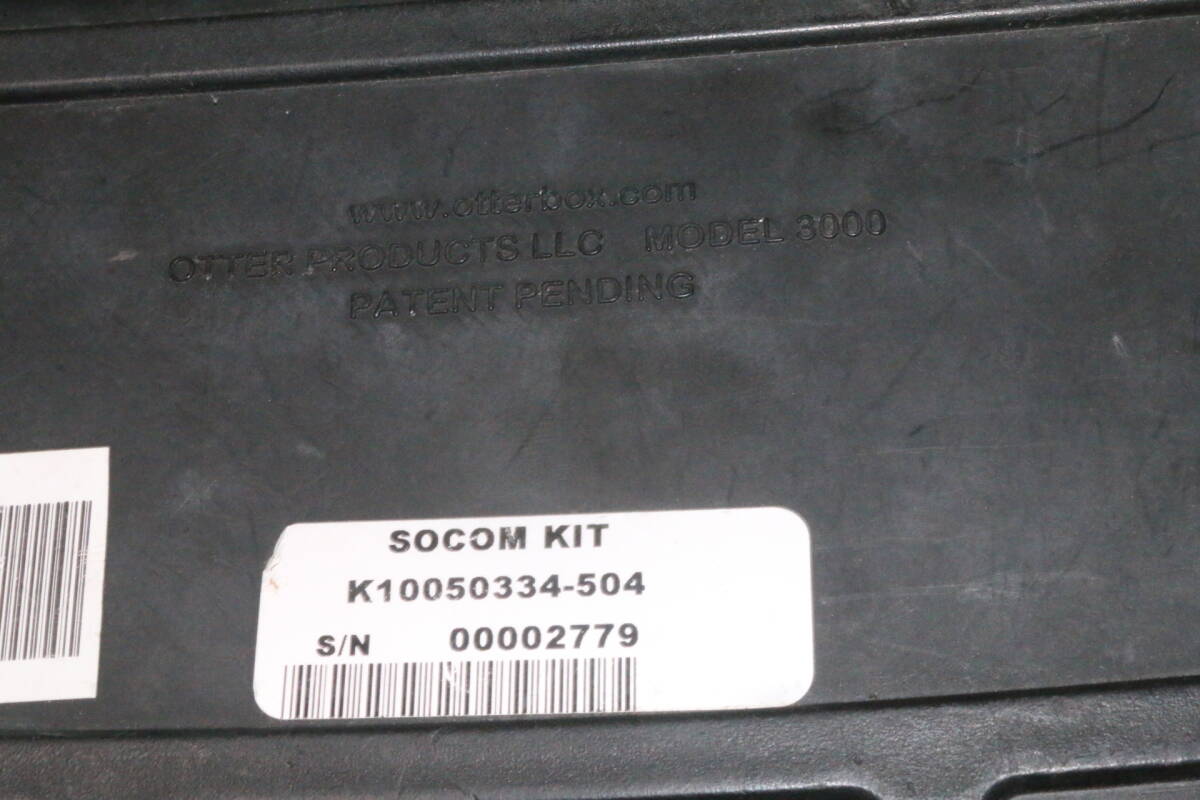 www.otterbox.com
OTTER PRODUCTS LLC MODEL 3000
PATENT PENDING
SOCOM KIT
K10050334-504
S/N 00002779